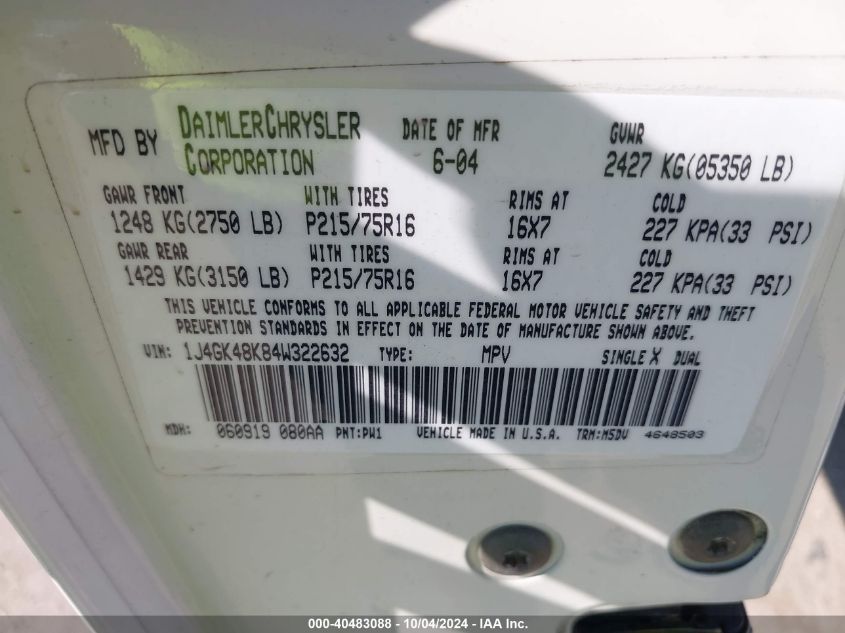 MFD BY DAIMLERCHRYSLER CORPORATION DATE OF MFR 6-04 GVWR 2427 KG(05350 LB)
GAWR FRONT WITH TIRES RIMS AT COLD
1248 KG(2750 LB) P215/75R16 16X7 227 KPA(33 PSI)
GAWR REAR WITH TIRES RIMS AT COLD
1429 KG(3150 LB) P215/75R16 16X7 227 KPA(33 PSI)
THIS VEHICLE CONFORMS TO ALL APPLICABLE FEDERAL MOTOR VEHICLE SAFETY AND THEFT
PREVENTION STANDARDS IN EFFECT ON THE DATE OF MANUFACTURE SHOWN ABOVE.
VIN: 1J4GK48K84W322632 TYPE: MPV SINGLE X DUAL
MDH: 060919 080AA PNT:PW1 VEHICLE MADE IN U.S.A. TRM:M5DV 4648503
000-40483088 - 10/04/2024 - IAA Inc.